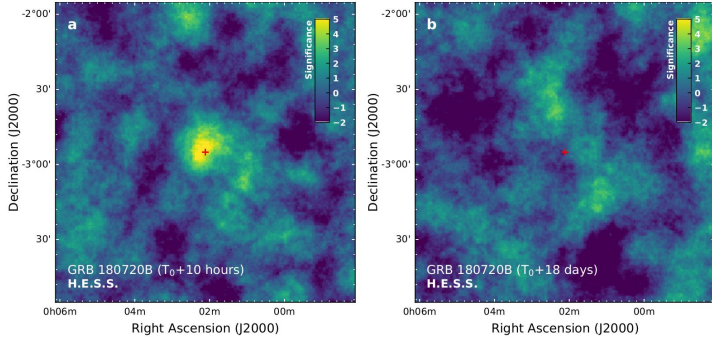 a
Significance
5
4
3
2
1
0
−1
−2
-2°00'
30'
-3°00'
30'
Declination (J2000)
GRB 180720B (T₀+10 hours)
H.E.S.S.
0h06m
04m
02m
00m
Right Ascension (J2000)
b
Significance
5
4
3
2
1
0
−1
−2
-2°00'
30'
-3°00'
30'
Declination (J2000)
GRB 180720B (T₀+18 days)
H.E.S.S.
0h06m
04m
02m
00m
Right Ascension (J2000)